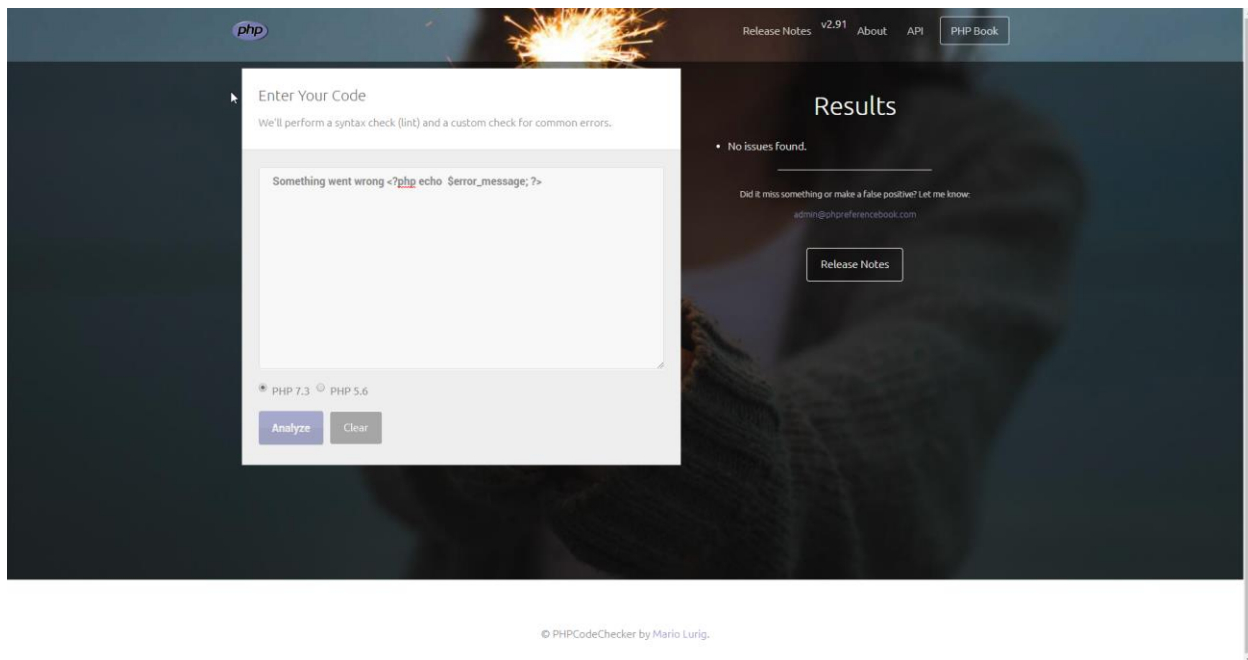 php
Release Notes v2.91 About API PHP Book
Enter Your Code
We'll perform a syntax check (lint) and a custom check for common errors.
Something went wrong <?php echo $error_message; ?>
PHP 7.3 PHP 5.6
Analyze Clear
Results
• No issues found.
Did it miss something or make a false positive? Let me know:
admin@phpreferencebook.com
Release Notes
© PHPCodeChecker by Mario Lurig.